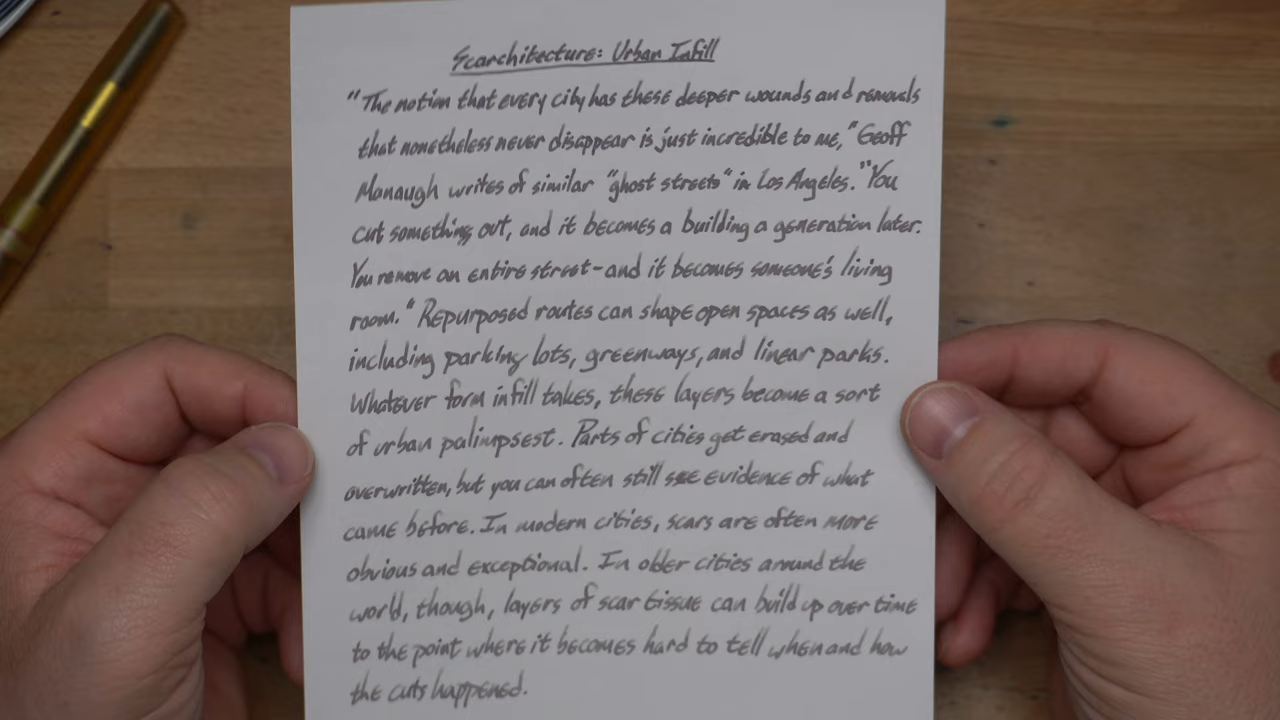 Scarchitecture: Urban Infill
"The notion that every city has these deeper wounds and removals
that nonetheless never disappear is just incredible to me," Geoff
Manaugh writes of similar "ghost streets" in Los Angeles. "You
cut something out, and it becomes a building a generation later.
You remove an entire street-and it becomes someone's living
room." Repurposed routes can shape open spaces as well,
including parking lots, greenways, and linear parks.
Whatever form infill takes, these layers become a sort
of urban palimpsest. Parts of cities get erased and
overwritten, but you can often still see evidence of what
came before. In modern cities, scars are often more
obvious and exceptional. In older cities around the
world, though, layers of scar tissue can build up over time
to the point where it becomes hard to tell when and how
the cuts happened.